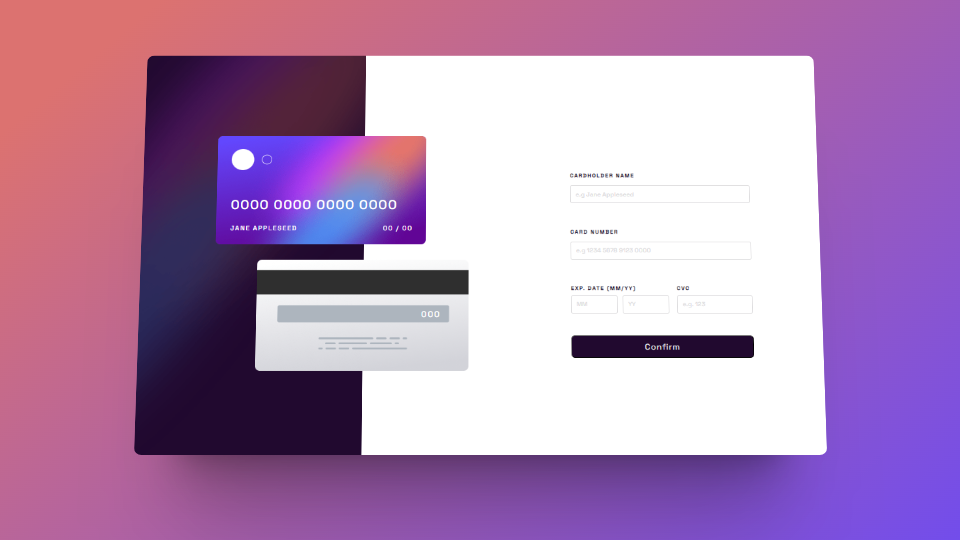 0000 0000 0000 0000
JANE APPLESEED 00 / 00
000
CARDHOLDER NAME
e.g. Jane Appleseed
CARD NUMBER
e.g 1234 5678 9123 0000
EXP. DATE (MM/YY) CVC
MM YY e.g. 123
Confirm